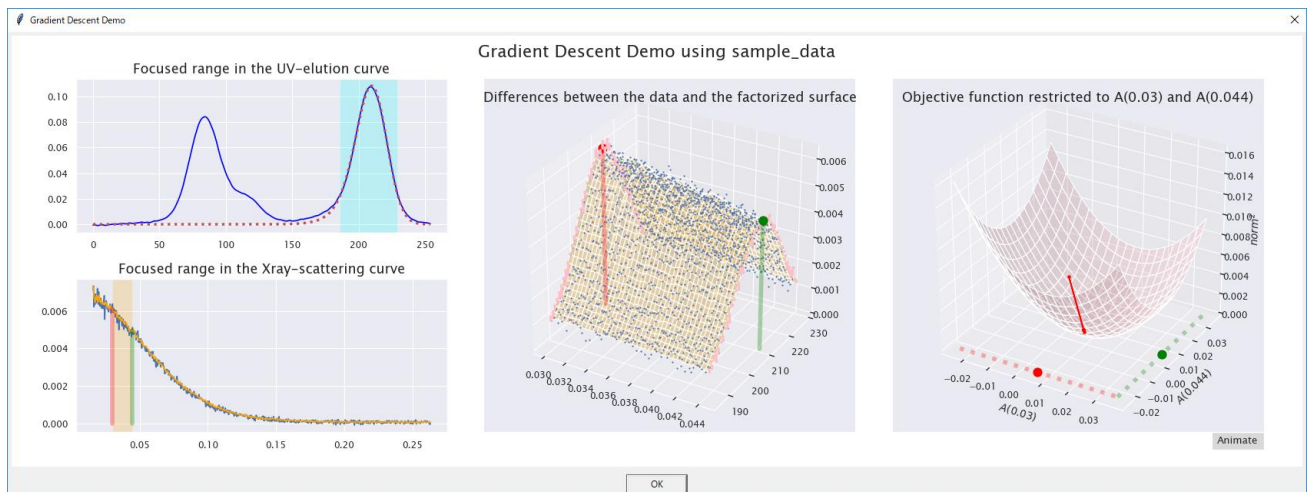 Gradient Descent Demo
Gradient Descent Demo using sample_data
Focused range in the UV-elution curve
0.10
0.08
0.06
0.04
0.02
0.00
0 50 100 150 200 250
Focused range in the Xray-scattering curve
0.006
0.004
0.002
0.000
0.05 0.10 0.15 0.20 0.25
Differences between the data and the factorized surface
0.006
0.005
0.004
0.003
0.002
0.001
0.000
230
220
210
200
190
0.030 0.032 0.034 0.036 0.038 0.040 0.042 0.044
Objective function restricted to A(0.03) and A(0.044)
0.016
0.014
0.012
0.010
0.008
0.006
0.004
0.002
0.000
norm²
0.03
0.02
0.01
0.00
−0.01
−0.02
A(0.044)
−0.02 −0.01 0.00 0.01 0.02 0.03
A(0.03)
Animate
OK